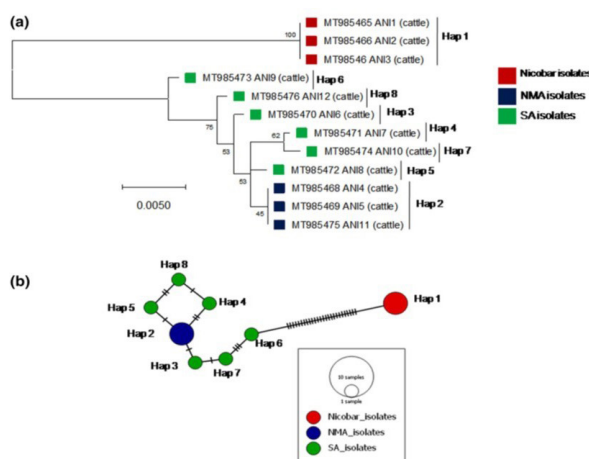 (a)
100
MT985465 ANI1 (cattle)
MT985466 ANI2 (cattle)
MT98546 ANI3 (cattle)
Hap 1
MT985473 ANI9 (cattle)
Hap 6
MT985476 ANI12 (cattle)
Hap 8
75
MT985470 ANI6 (cattle)
Hap 3
53
MT985471 ANI7 (cattle)
Hap 4
62
MT985474 ANI10 (cattle)
Hap 7
53
MT985472 ANI8 (cattle)
Hap 5
MT985468 ANI4 (cattle)
MT985469 ANI5 (cattle)
Hap 2
45
MT985475 ANI11 (cattle)
Nicobar isolates
NMA isolates
SA isolates
0.0050
(b)
Hap 8
Hap 5
Hap 4
Hap 2
Hap 3
Hap 7
Hap 6
Hap 1
10 samples
1 sample
Nicobar_isolates
NMA_isolates
SA_isolates